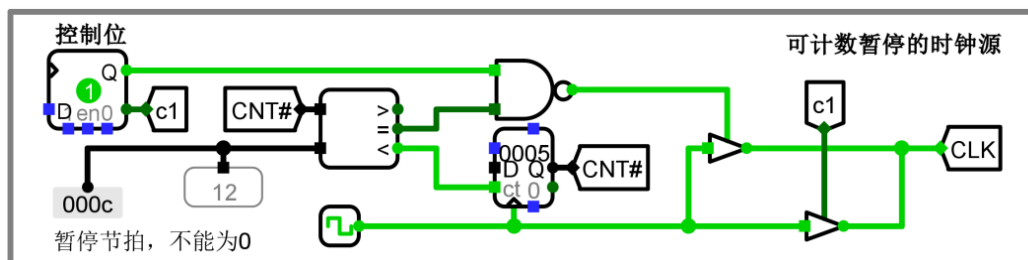 控制位
可计数暂停的时钟源
Q
1
D en0
c1
CNT#
>
=
<
0005
D Q
ct 0
CNT#
c1
CLK
000c
12
暂停节拍，不能为0